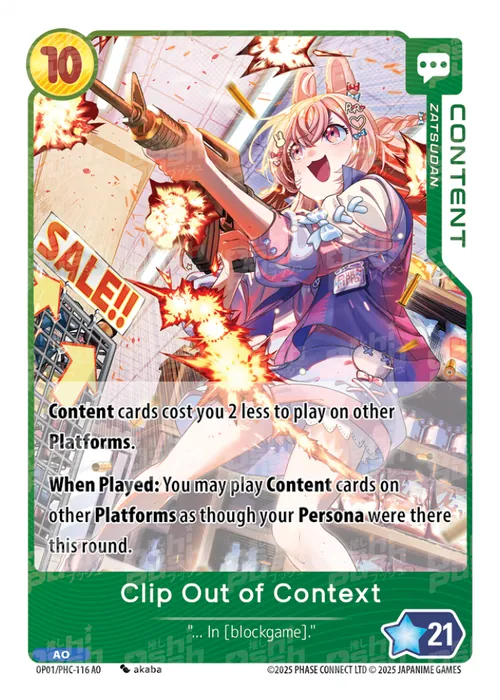 10
CONTENT
ZATSUDAN
SALE!!
Content cards cost you 2 less to play on other
Platforms.
When Played: You may play Content cards on
other Platforms as though your Persona were there
this round.
Clip Out of Context
"... In [blockgame]."
21
AO
OP01/PHC-116 AO
akaba
©2025 PHASE CONNECT LTD © 2025 JAPANIME GAMES